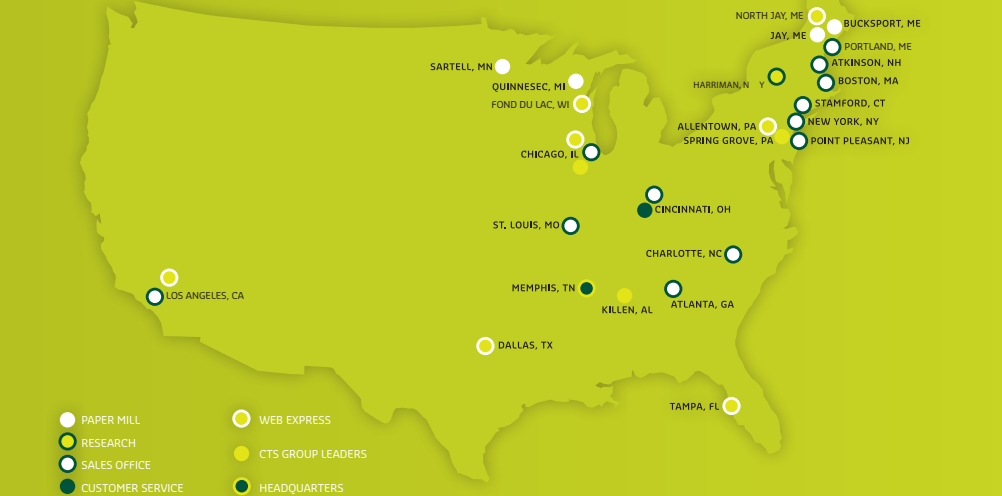 NORTH JAY, ME
BUCKSPORT, ME
JAY, ME
PORTLAND, ME
SARTELL, MN
ATKINSON, NH
QUINNESEC, MI
HARRIMAN, N Y
BOSTON, MA
FOND DU LAC, WI
STAMFORD, CT
ALLENTOWN, PA
NEW YORK, NY
SPRING GROVE, PA
POINT PLEASANT, NJ
CHICAGO, IL
CINCINNATI, OH
ST. LOUIS, MO
CHARLOTTE, NC
MEMPHIS, TN
LOS ANGELES, CA
KILLEN, AL
ATLANTA, GA
DALLAS, TX
TAMPA, FL
PAPER MILL
RESEARCH
SALES OFFICE
CUSTOMER SERVICE
WEB EXPRESS
CTS GROUP LEADERS
HEADQUARTERS